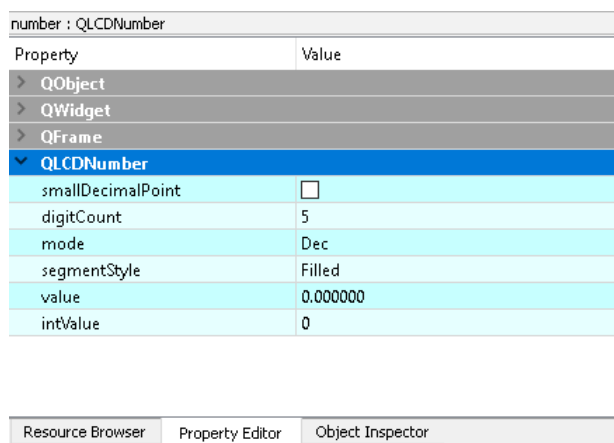 number : QLCDNumber
Property Value
QObject
QWidget
QFrame
QLCDNumber
smallDecimalPoint
digitCount 5
mode Dec
segmentStyle Filled
value 0.000000
intValue 0
Resource Browser Property Editor Object Inspector